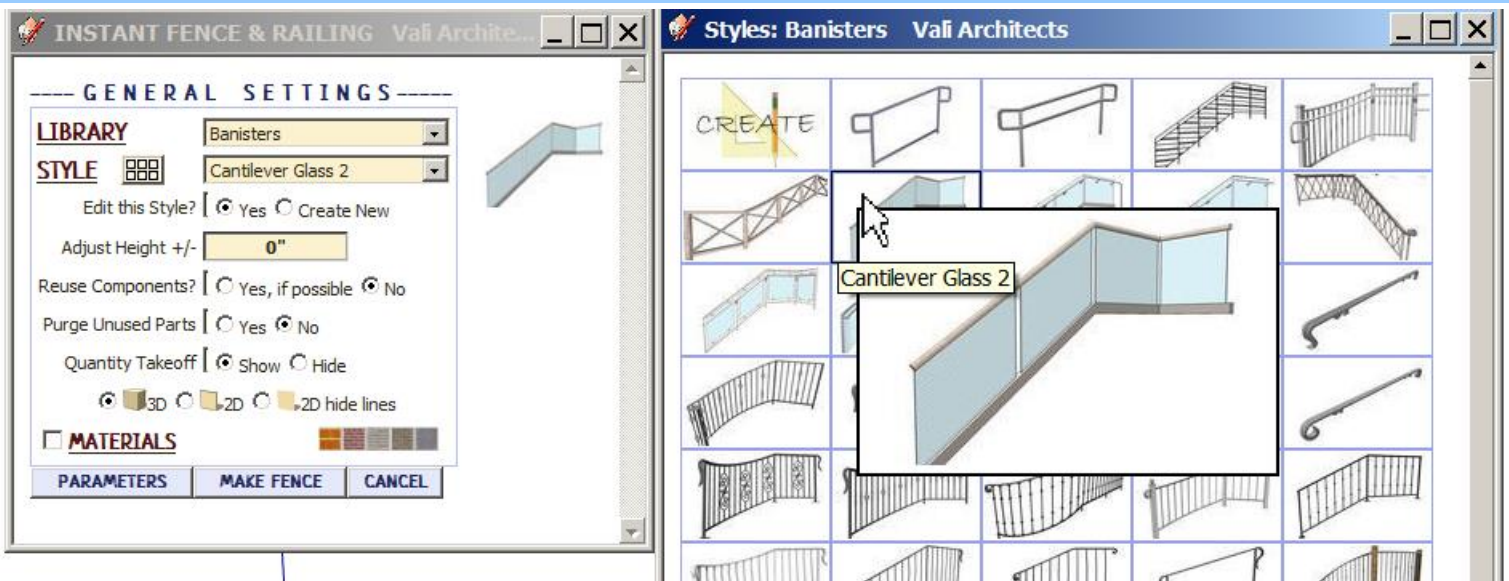 INSTANT FENCE & RAILING Vali Archite...
---- GENERAL SETTINGS-----
LIBRARY Banisters
STYLE Cantilever Glass 2
Edit this Style? Yes Create New
Adjust Height +/- 0"
Reuse Components? Yes, if possible No
Purge Unused Parts Yes No
Quantity Takeoff Show Hide
3D 2D 2D hide lines
MATERIALS
PARAMETERS MAKE FENCE CANCEL
Styles: Banisters Vali Architects
CREATE
Cantilever Glass 2